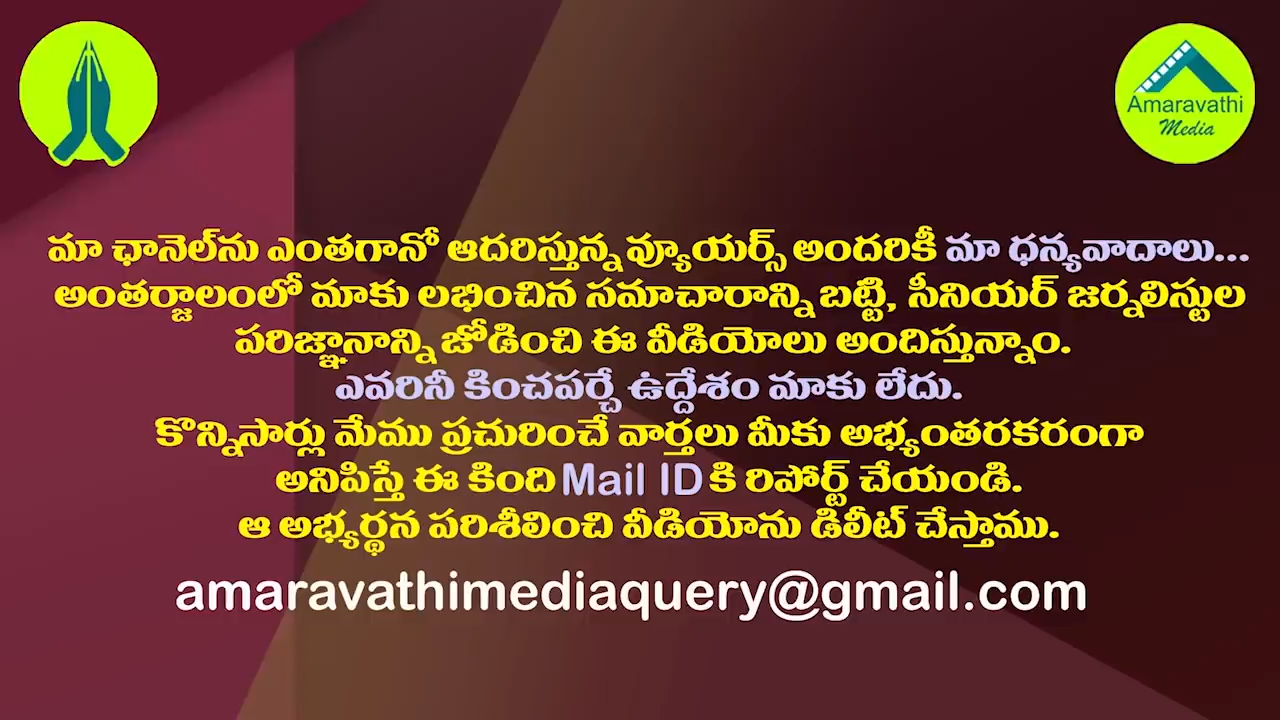 Amaravathi
Media
మా ఛానెల్‌ను ఎంతగానో ఆదరిస్తున్న వ్యూయర్స్ అందరికీ మా ధన్యవాదాలు...
అంతర్జాలంలో మాకు లభించిన సమాచారాన్ని బట్టి, సీనియర్ జర్నలిస్టుల
పరిజ్ఞానాన్ని జోడించి ఈ వీడియోలు అందిస్తున్నాం.
ఎవరినీ కించపర్చే ఉద్దేశం మాకు లేదు.
కొన్నిసార్లు మేము ప్రచురించే వార్తలు మీకు అభ్యంతరకరంగా
అనిపిస్తే ఈ కింది Mail ID కి రిపోర్ట్ చేయండి.
ఆ అభ్యర్థన పరిశీలించి వీడియోను డిలీట్ చేస్తాము.
amaravathimediaquery@gmail.com